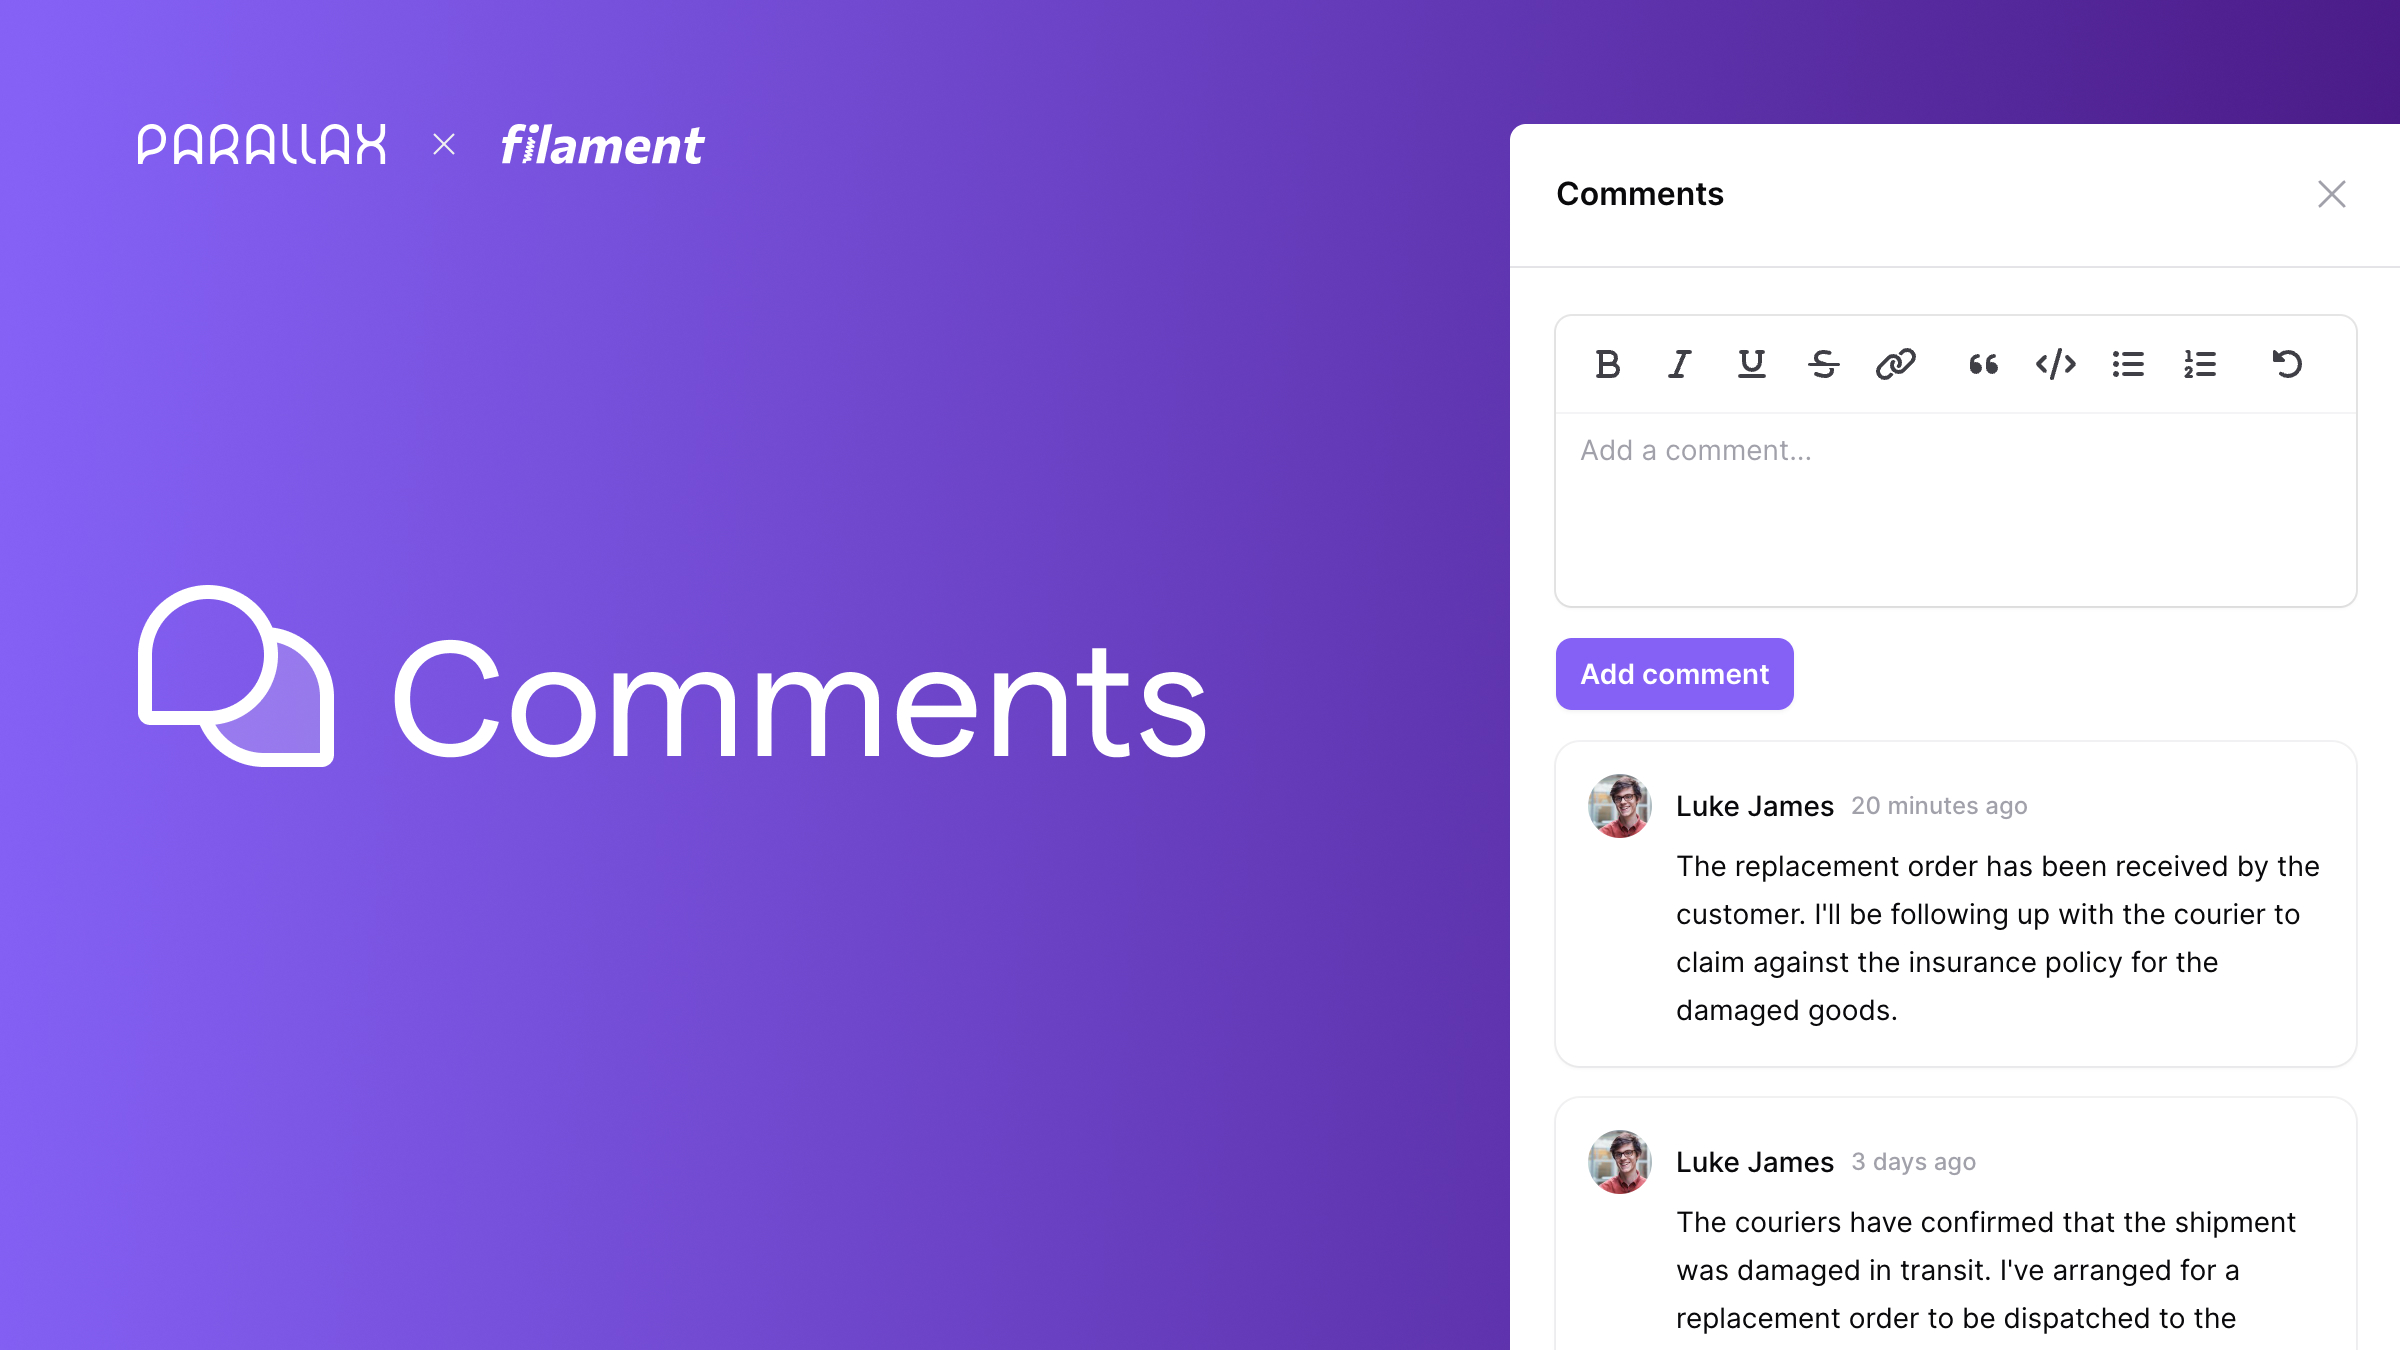 PARALLAX × filament
Comments
Comments
Add a comment...
Add comment
Luke James 20 minutes ago
The replacement order has been received by the
customer. I'll be following up with the courier to
claim against the insurance policy for the
damaged goods.
Luke James 3 days ago
The couriers have confirmed that the shipment
was damaged in transit. I've arranged for a
replacement order to be dispatched to the